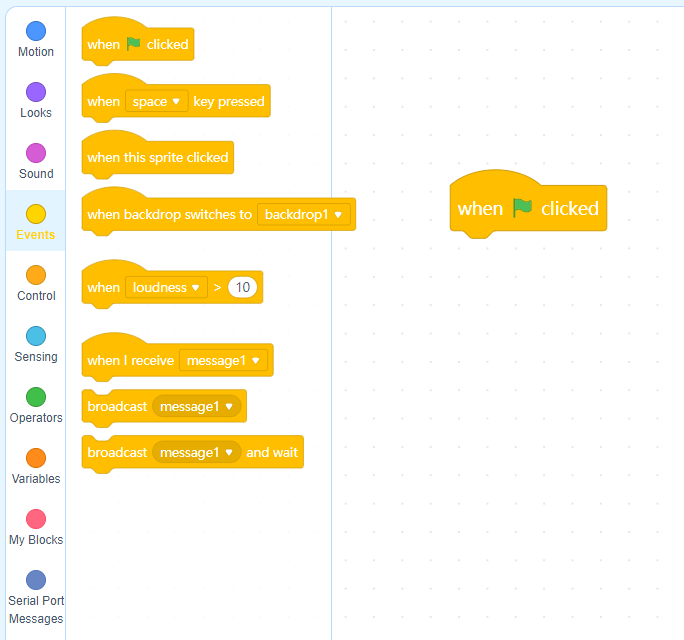 Motion
Looks
Sound
Events
Control
Sensing
Operators
Variables
My Blocks
Serial Port
Messages
when clicked
when space key pressed
when this sprite clicked
when backdrop switches to backdrop1
when loudness > 10
when I receive message1
broadcast message1
broadcast message1 and wait
when clicked